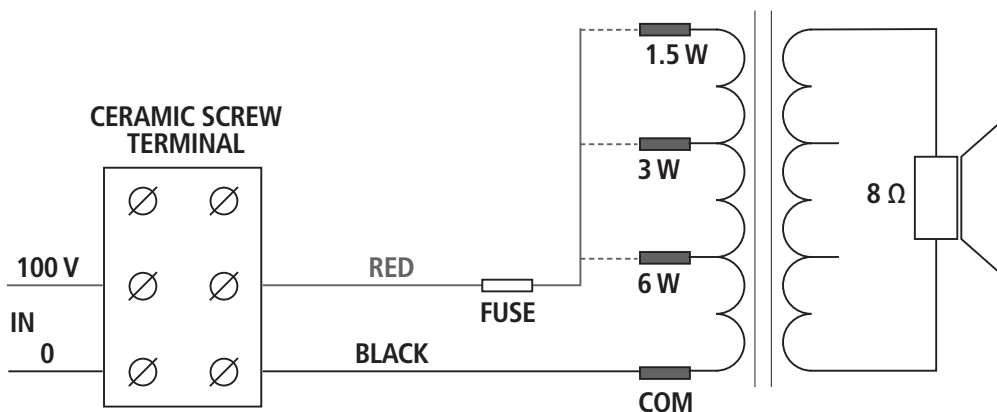 CERAMIC SCREW
TERMINAL
100 V
IN
0
RED
FUSE
BLACK
1.5 W
3 W
6 W
COM
8 Ω